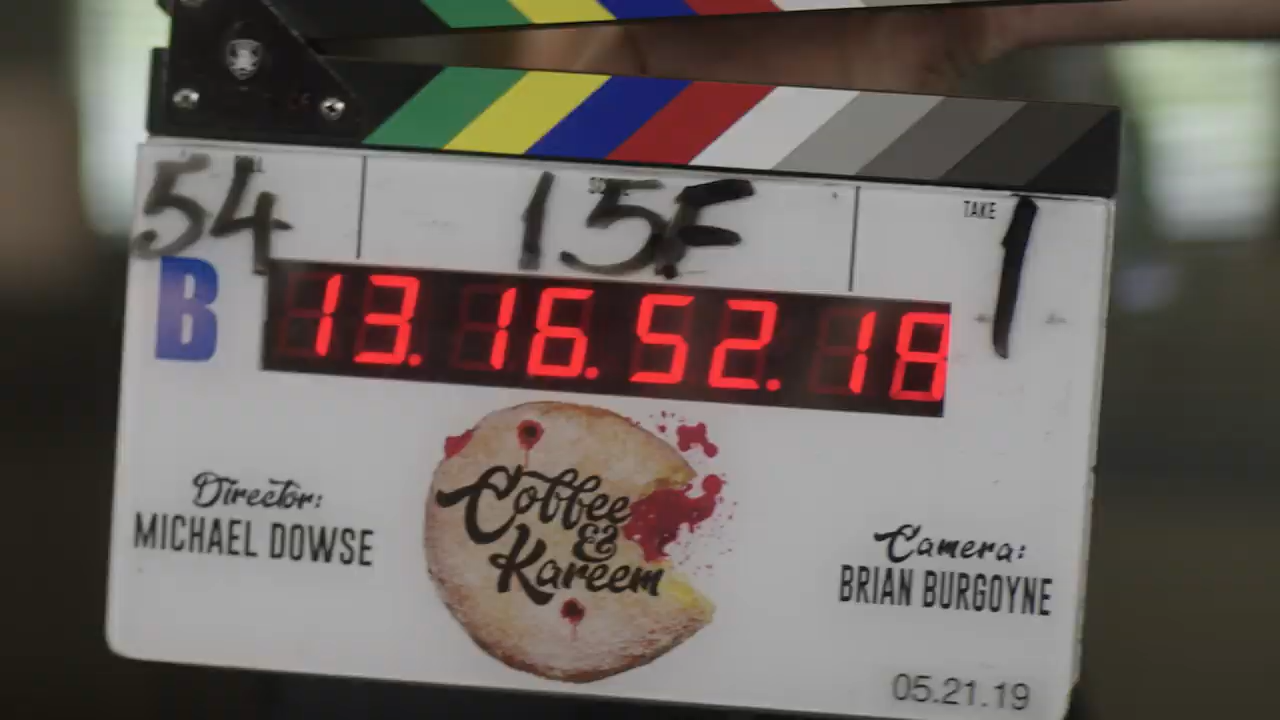 54
15F
TAKE 1
B
13.16.52.18
Coffee
&
Kareem
Director:
MICHAEL DOWSE
Camera:
BRIAN BURGOYNE
05.21.19